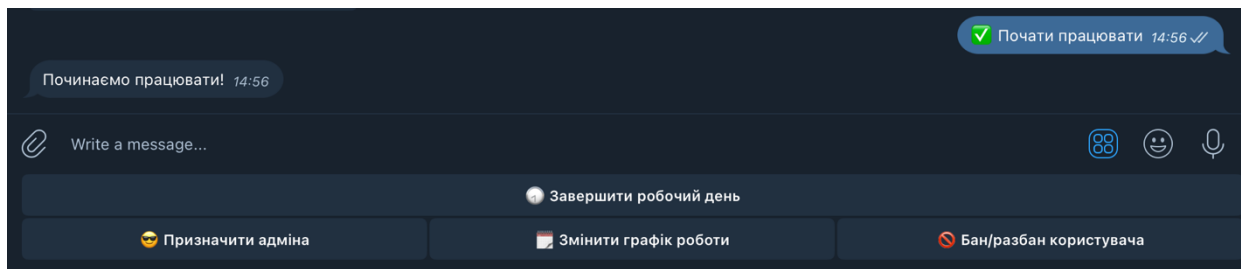 ✅ Почати працювати 14:56
Починаємо працювати! 14:56
Write a message...
🕢 Завершити робочий день
😎 Призначити адміна
🗓 Змінити графік роботи
🚫 Бан/разбан користувача